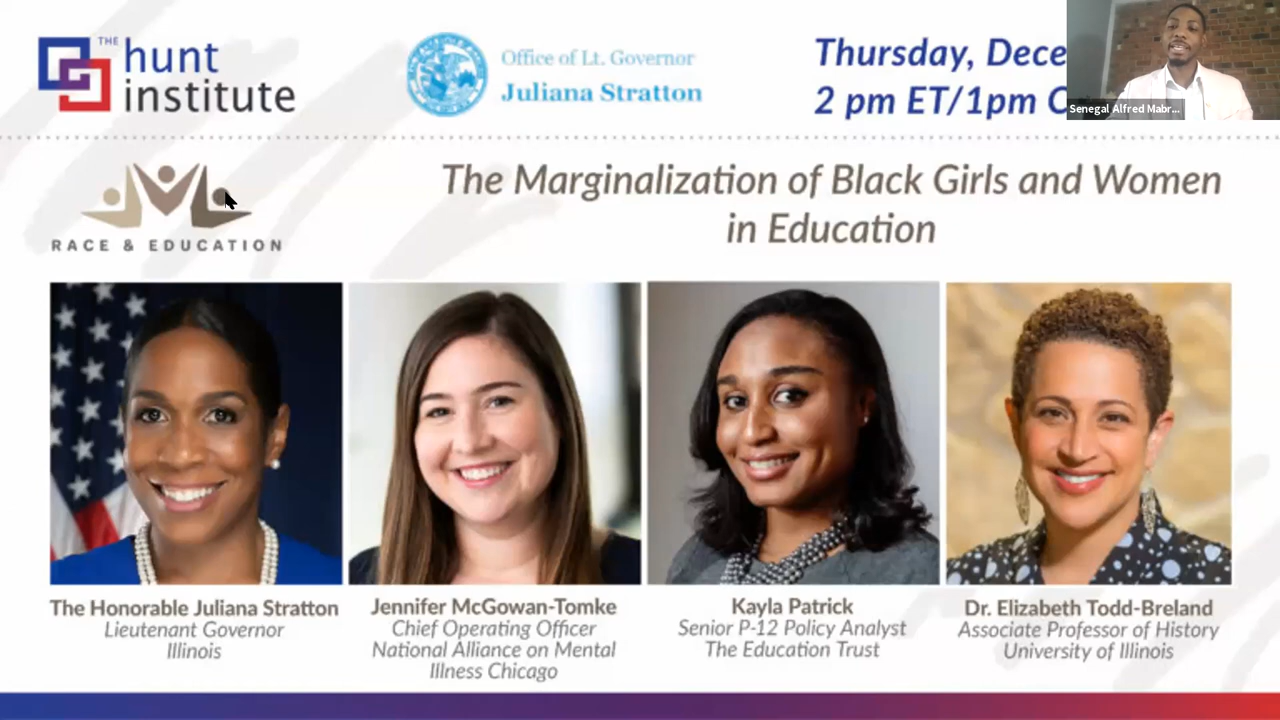 THE
hunt
institute
Office of Lt. Governor
Juliana Stratton
Thursday, Dece
2 pm ET/1pm C
Senegal Alfred Mabr...
RACE & EDUCATION
The Marginalization of Black Girls and Women
in Education
The Honorable Juliana Stratton
Lieutenant Governor
Illinois
Jennifer McGowan-Tomke
Chief Operating Officer
National Alliance on Mental
Illness Chicago
Kayla Patrick
Senior P-12 Policy Analyst
The Education Trust
Dr. Elizabeth Todd-Breland
Associate Professor of History
University of Illinois